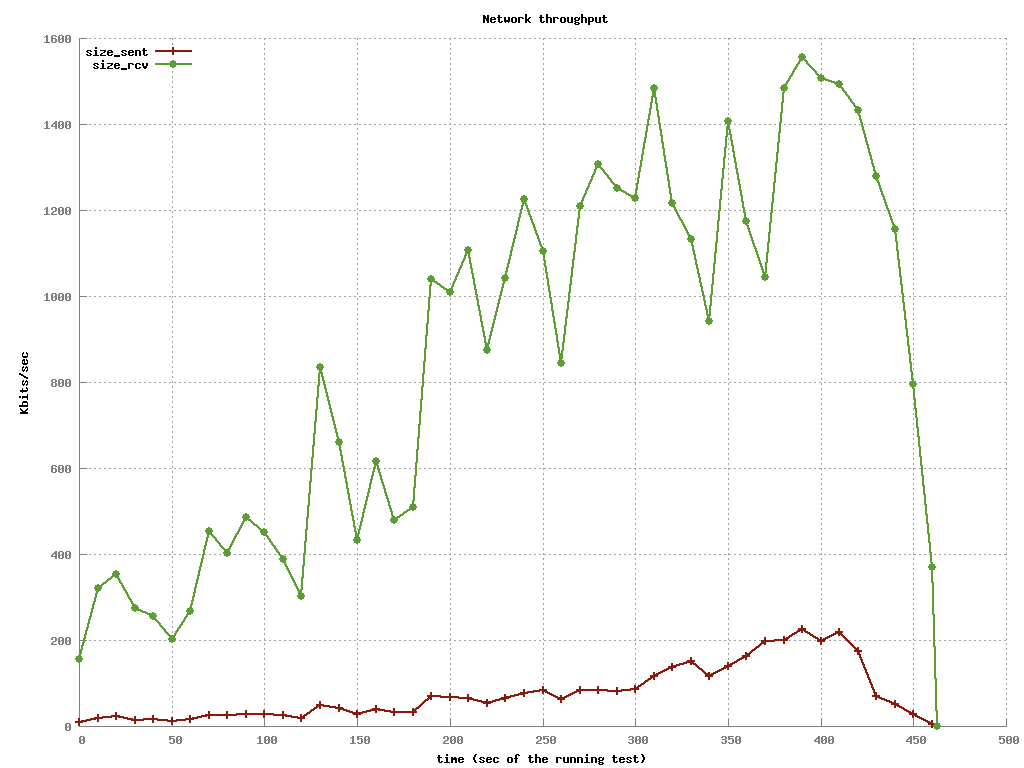 Network throughput
1600
size_sent
size_rcv
1400
1200
1000
800
600
400
200
0
Kbits/sec
0 50 100 150 200 250 300 350 400 450 500
time (sec of the running test)